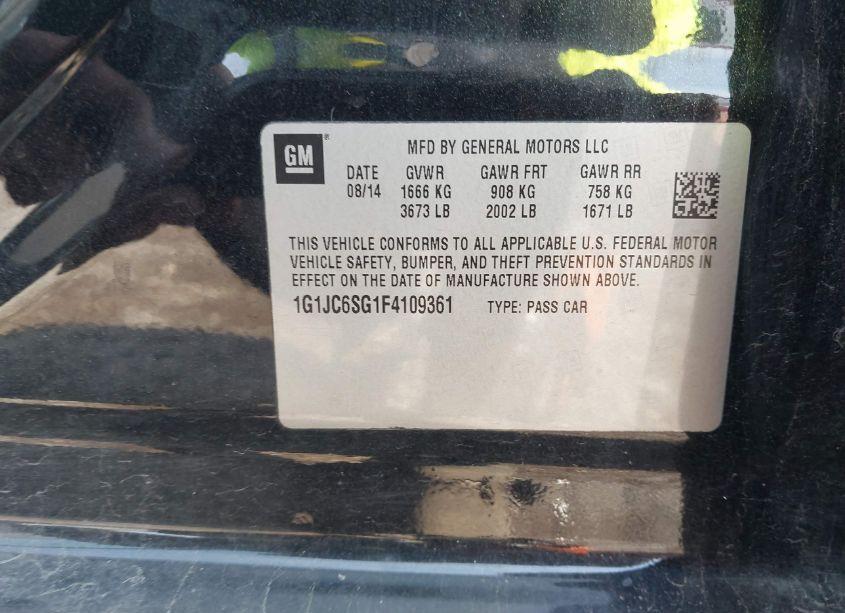 GM ®
MFD BY GENERAL MOTORS LLC
DATE GVWR GAWR FRT GAWR RR
08/14 1666 KG 908 KG 758 KG
3673 LB 2002 LB 1671 LB
THIS VEHICLE CONFORMS TO ALL APPLICABLE U.S. FEDERAL MOTOR
VEHICLE SAFETY, BUMPER, AND THEFT PREVENTION STANDARDS IN
EFFECT ON THE DATE OF MANUFACTURE SHOWN ABOVE.
1G1JC6SG1F4109361 TYPE: PASS CAR